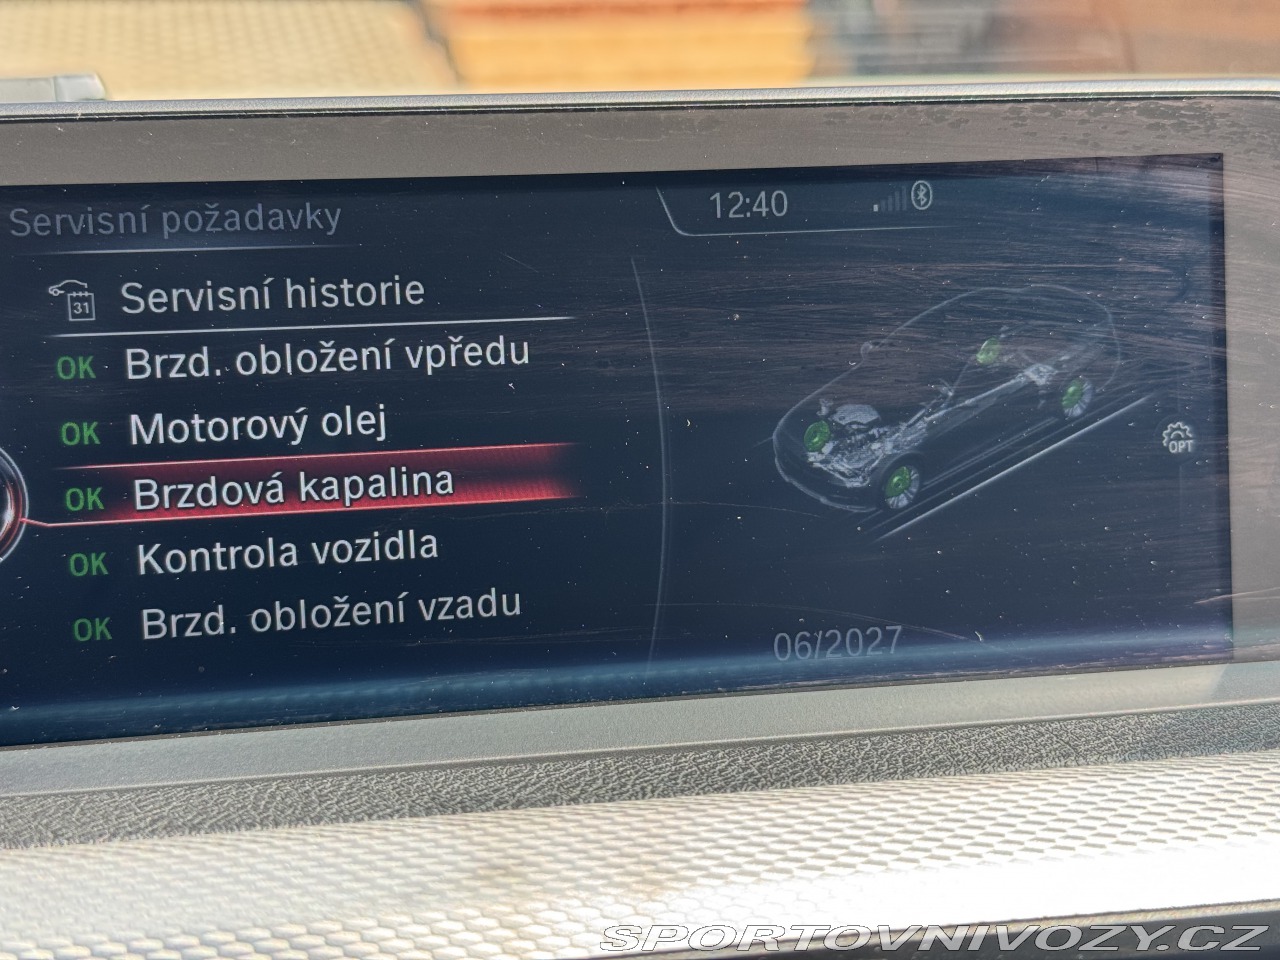 Servisní požadavky
12:40
31
Servisní historie
OK Brzd. obložení vpředu
OK Motorový olej
OK Brzdová kapalina
OK Kontrola vozidla
OK Brzd. obložení vzadu
OPT
06/2027
SPORTOVNIVOZY.CZ